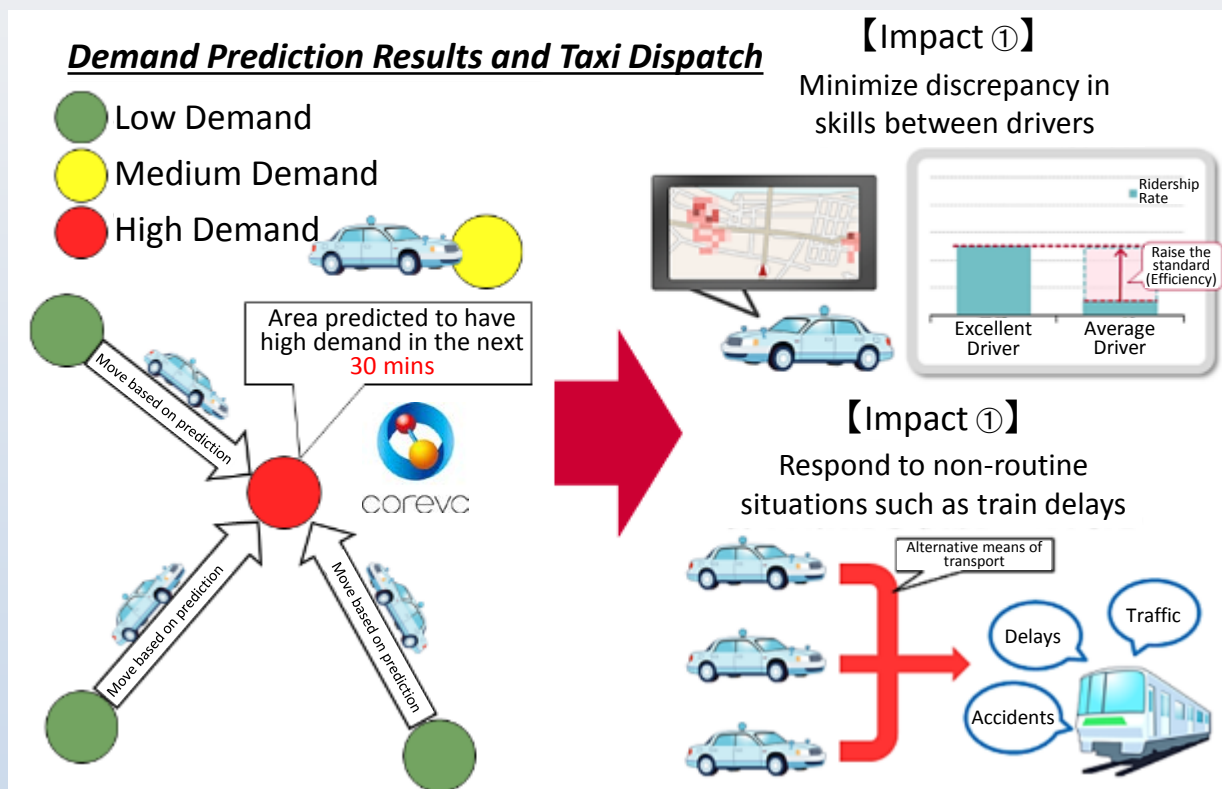 Demand Prediction Results and Taxi Dispatch
Low Demand
Medium Demand
High Demand
Area predicted to have
high demand in the next
30 mins
Move based on prediction
corevc
Move based on prediction
Move based on prediction
【Impact ①】
Minimize discrepancy in
skills between drivers
Ridership
Rate
Raise the
standard
(Efficiency)
Excellent
Driver
Average
Driver
【Impact ①】
Respond to non-routine
situations such as train delays
Alternative means of
transport
Traffic
Delays
Accidents